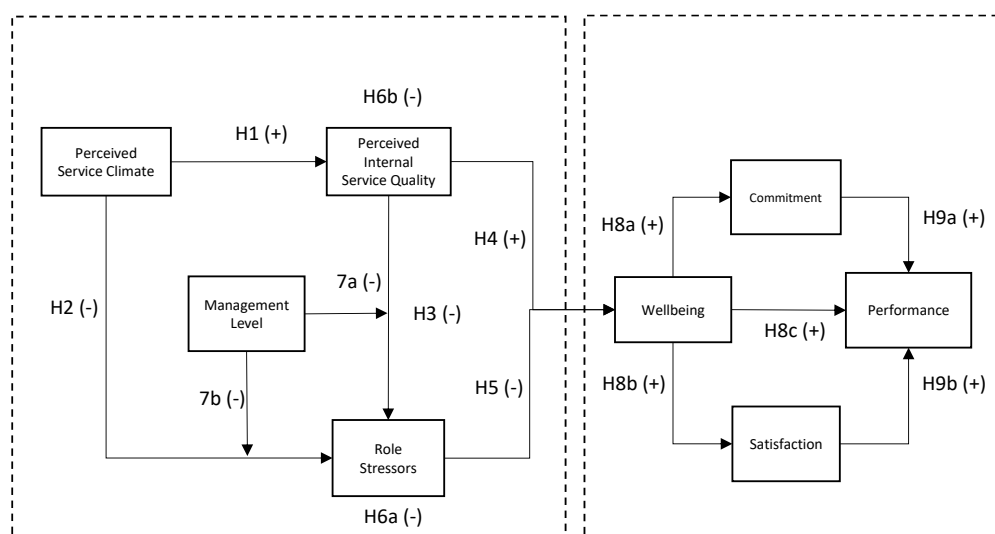 H6b (-)
H1 (+)
Perceived
Service Climate
Perceived
Internal
Service Quality
Commitment
H8a (+)
H9a (+)
H4 (+)
7a (-)
H2 (-)
Management
Level
H3 (-)
Wellbeing
Performance
H8c (+)
H5 (-)
H8b (+)
H9b (+)
7b (-)
Role
Stressors
Satisfaction
H6a (-)